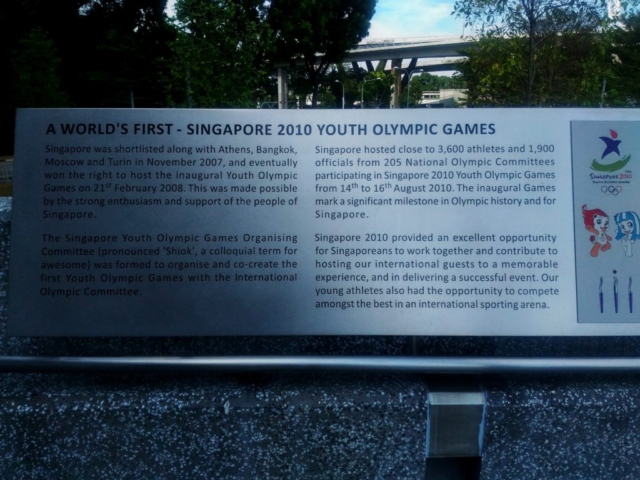 A WORLD'S FIRST - SINGAPORE 2010 YOUTH OLYMPIC GAMES
Singapore was shortlisted along with Athens, Bangkok,
Moscow and Turin in November 2007, and eventually
won the right to host the inaugural Youth Olympic
Games on 21st February 2008. This was made possible
by the strong enthusiasm and support of the people of
Singapore.
The Singapore Youth Olympic Games Organising
Committee (pronounced 'Shiok', a colloquial term for
awesome) was formed to organise and co-create the
first Youth Olympic Games with the International
Olympic Committee.
Singapore hosted close to 3,600 athletes and 1,900
officials from 205 National Olympic Committees
participating in Singapore 2010 Youth Olympic Games
from 14th to 16th August 2010. The inaugural Games
mark a significant milestone in Olympic history and for
Singapore.
Singapore 2010 provided an excellent opportunity
for Singaporeans to work together and contribute to
hosting our international guests to a memorable
experience, and in delivering a successful event. Our
young athletes also had the opportunity to compete
amongst the best in an international sporting arena.
Singapore 2010